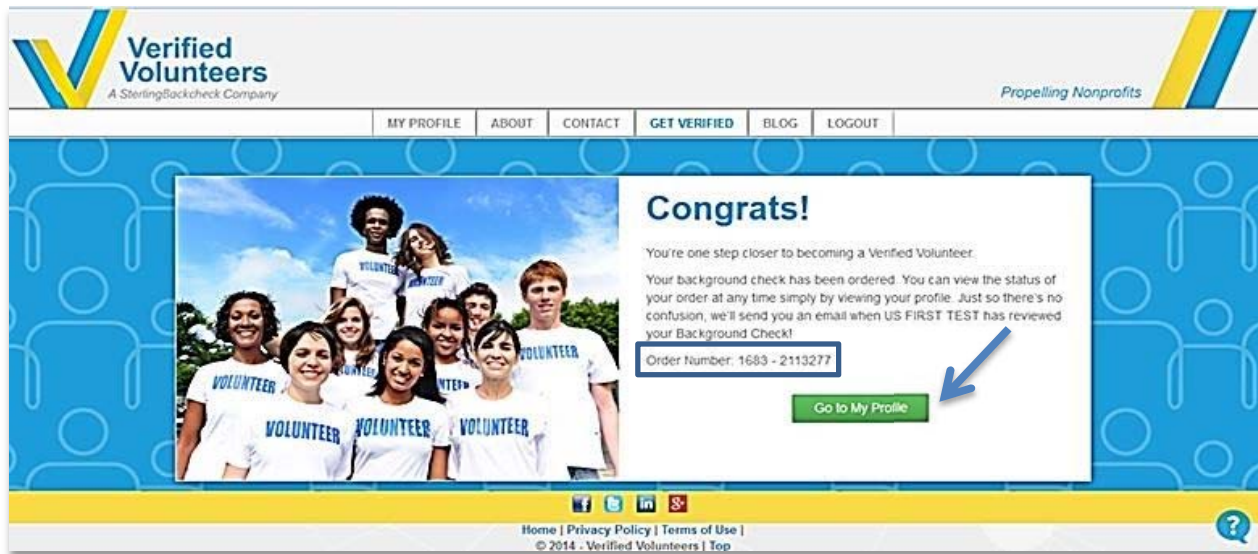 Verified
Volunteers
A SterlingBackcheck Company
Propelling Nonprofits
MY PROFILE
ABOUT
CONTACT
GET VERIFIED
BLOG
LOGOUT
Congrats!
You're one step closer to becoming a Verified Volunteer.
Your background check has been ordered. You can view the status of
your order at any time simply by viewing your profile. Just so there's no
confusion, we'll send you an email when US FIRST TEST has reviewed
your Background Check!
Order Number: 1683 - 2113277
Go to My Profile
VOLUNTEER
VOLUNTEER
VOLUNTEER
VOLUNTEER
VOLUNTEER
VOLUNTEER
Home | Privacy Policy | Terms of Use |
© 2014 - Verified Volunteers | Top
?